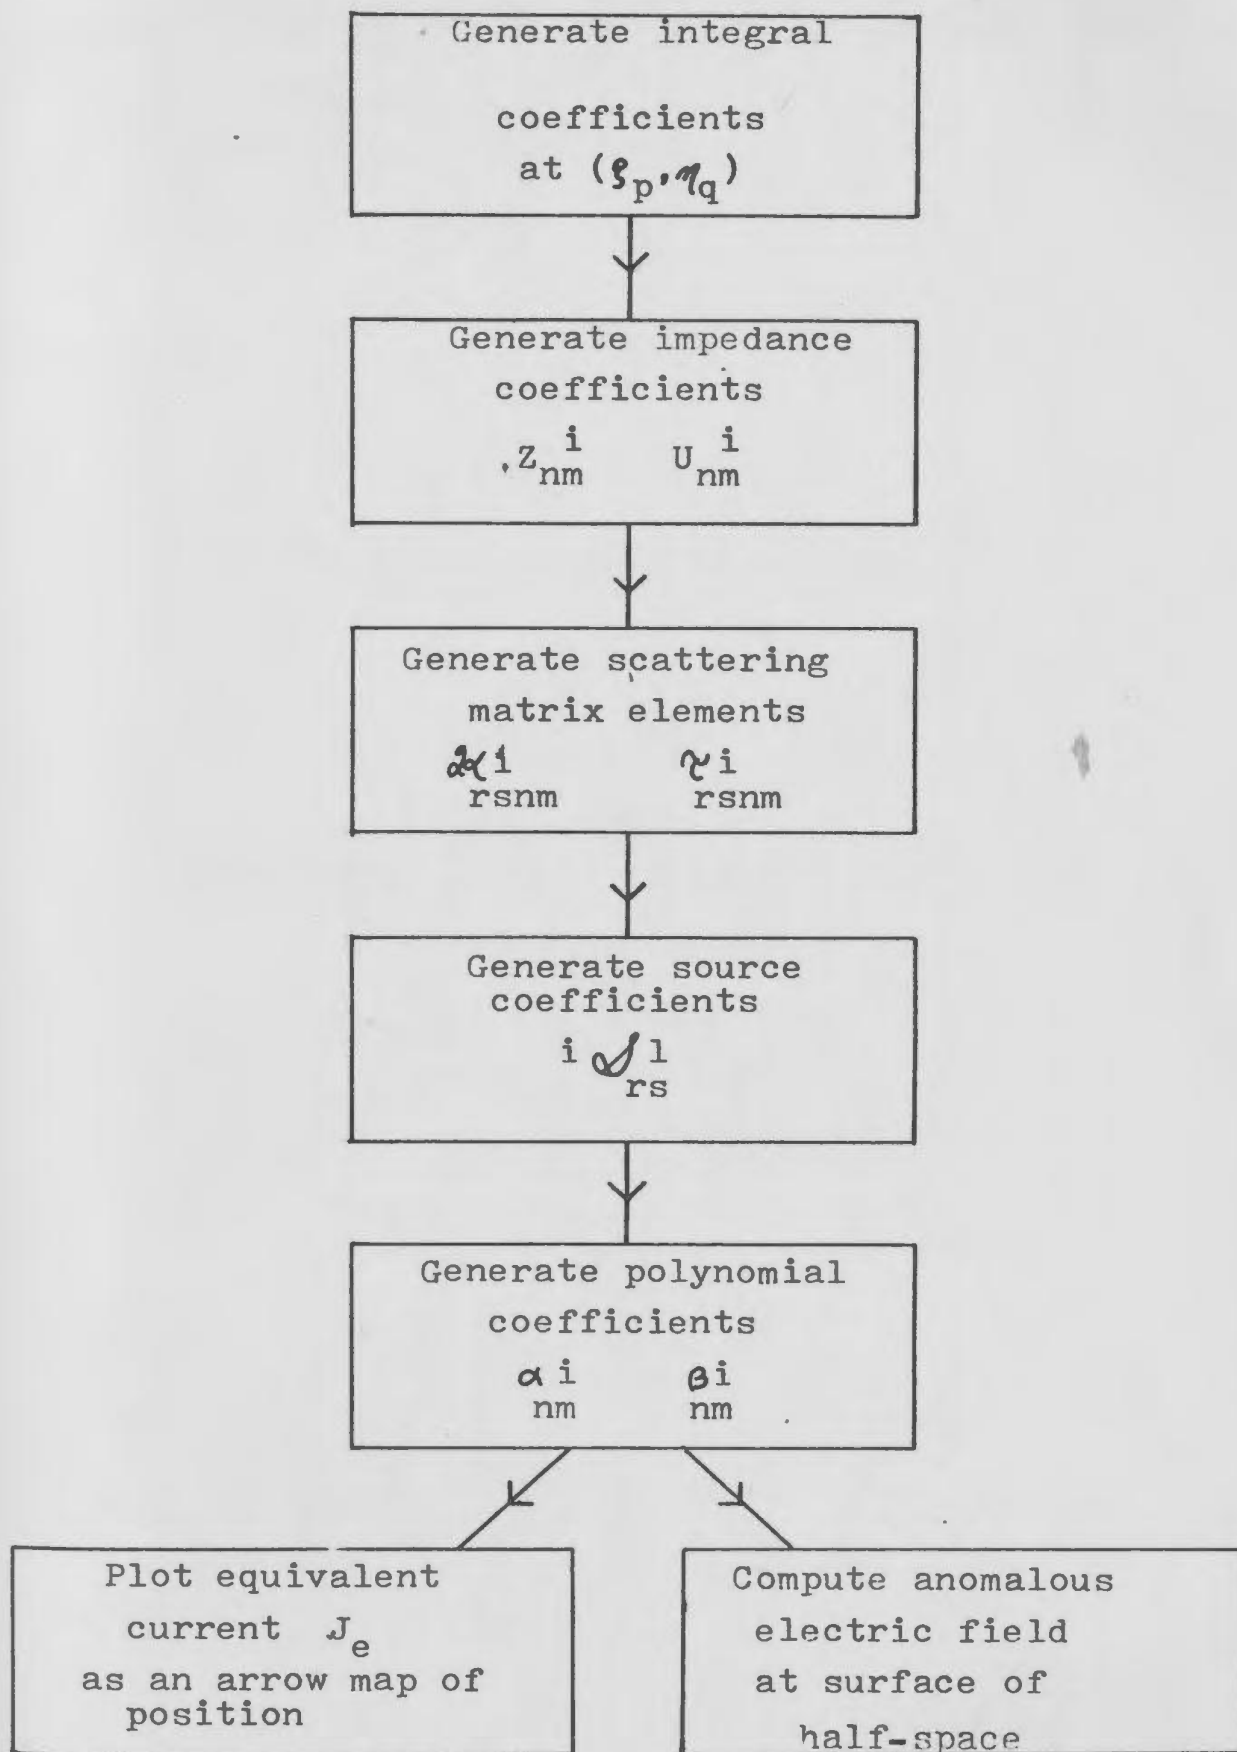 Generate integral
coefficients
at (ξp, ηq)
Generate impedance
coefficients
Z i nm U i nm
Generate scattering
matrix elements
i rsnm τ i rsnm
Generate source
coefficients
i 𝒮 l rs
Generate polynomial
coefficients
α i nm β i nm
Plot equivalent
current Je
as an arrow map of
position
Compute anomalous
electric field
at surface of
half-space